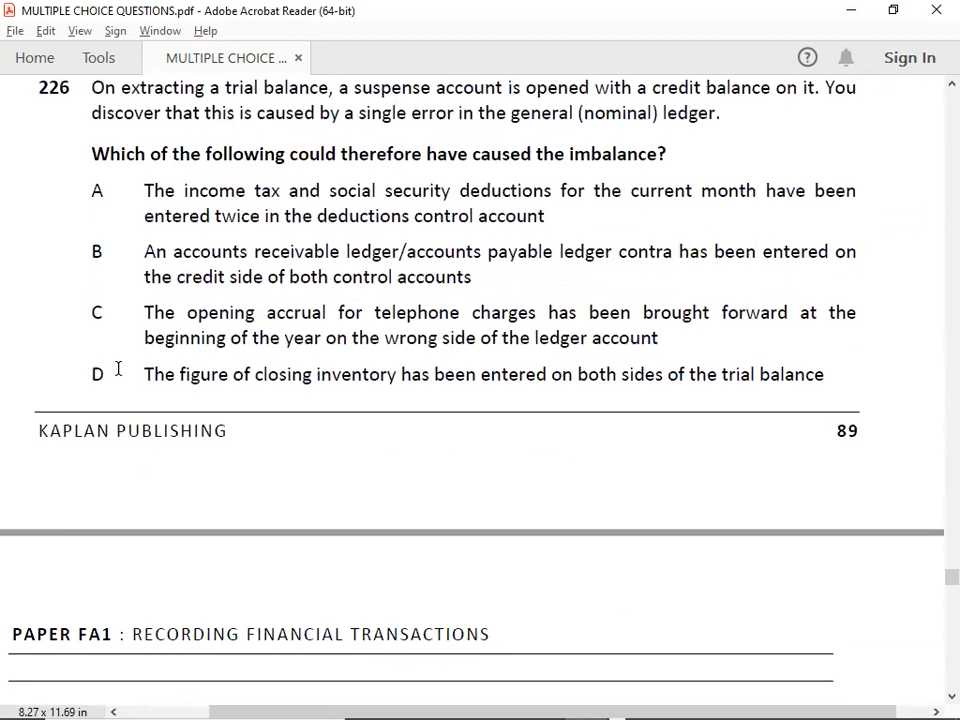 MULTIPLE CHOICE QUESTIONS.pdf - Adobe Acrobat Reader (64-bit)
File Edit View Sign Window Help
Home Tools MULTIPLE CHOICE ... × Sign In
226 On extracting a trial balance, a suspense account is opened with a credit balance on it. You
discover that this is caused by a single error in the general (nominal) ledger.
Which of the following could therefore have caused the imbalance?
A The income tax and social security deductions for the current month have been
entered twice in the deductions control account
B An accounts receivable ledger/accounts payable ledger contra has been entered on
the credit side of both control accounts
C The opening accrual for telephone charges has been brought forward at the
beginning of the year on the wrong side of the ledger account
D The figure of closing inventory has been entered on both sides of the trial balance
KAPLAN PUBLISHING 89
PAPER FA1 : RECORDING FINANCIAL TRANSACTIONS
8.27 x 11.69 in